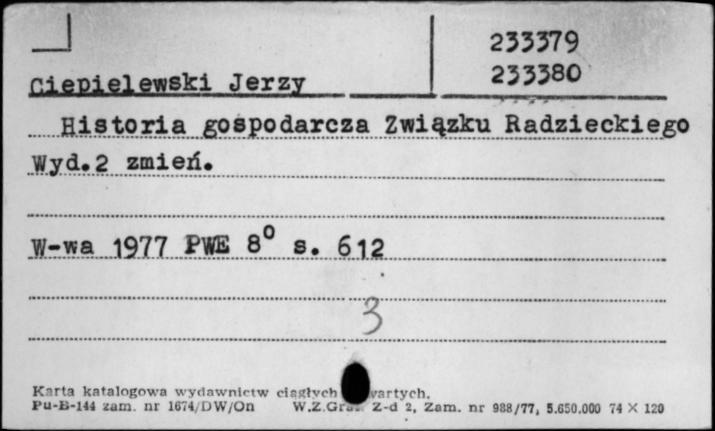 233379
233380
Ciepielewski Jerzy
Historia gospodarcza Związku Radzieckiego
Wyd.2 zmień.
W-wa 1977 PWE 8⁰ s. 612
3
Karta katalogowa wydawnictw ciągłych
Pu-B-144 zam. nr 1674/DW/On W.Z.Graf. Z-d 2, Zam. nr 988/77, 5.650.000 74 X 120